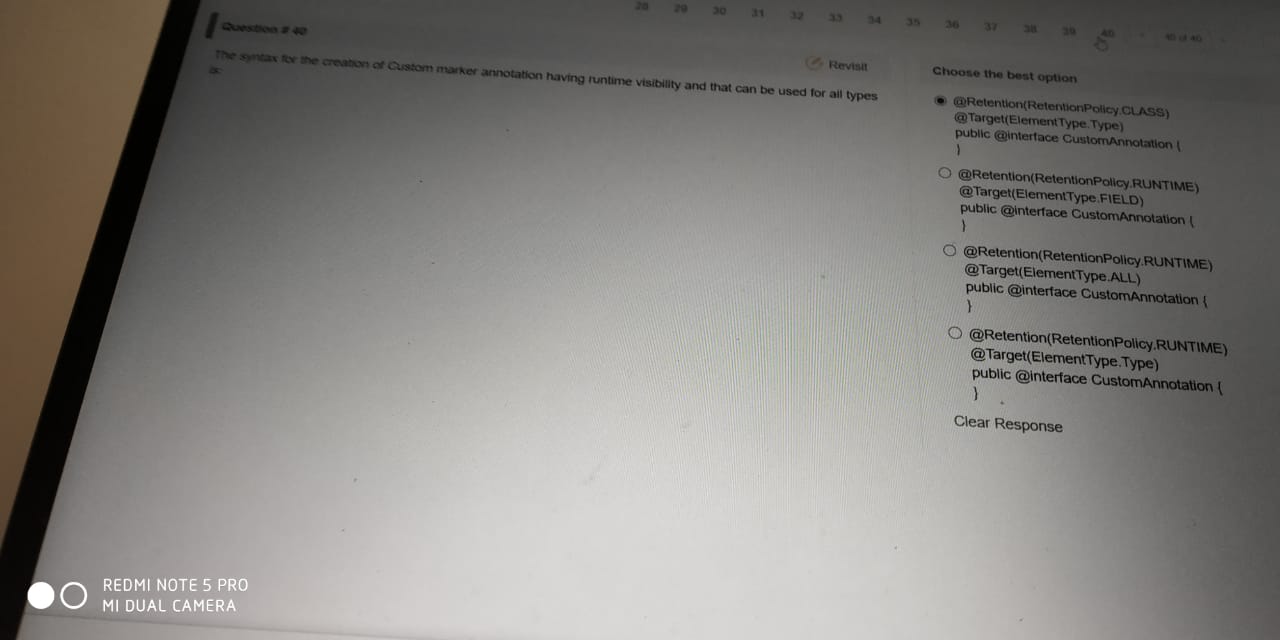 28 29 30 31 32 33 34 35 36 37 38 39 40 40 of 40
Question # 40
Revisit
The syntax for the creation of Custom marker annotation having runtime visibility and that can be used for all types
is:
Choose the best option
@Retention(RetentionPolicy.CLASS)
@Target(ElementType.Type)
public @interface CustomAnnotation {
}
@Retention(RetentionPolicy.RUNTIME)
@Target(ElementType.FIELD)
public @interface CustomAnnotation {
}
@Retention(RetentionPolicy.RUNTIME)
@Target(ElementType.ALL)
public @interface CustomAnnotation {
}
@Retention(RetentionPolicy.RUNTIME)
@Target(ElementType.Type)
public @interface CustomAnnotation {
}
Clear Response
REDMI NOTE 5 PRO
MI DUAL CAMERA